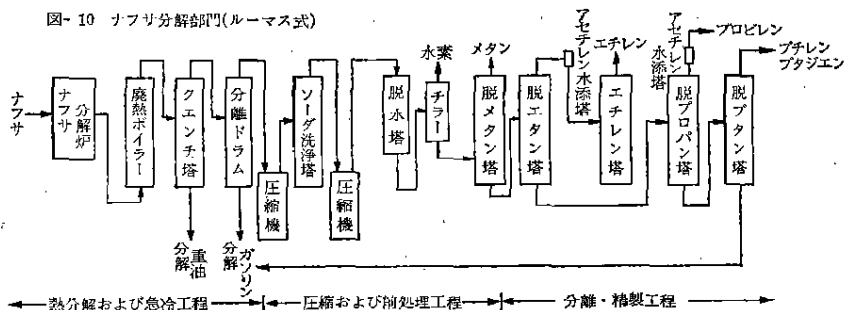 図-10 ナフサ分解部門(ルーマス式)
ナフサ
ナフサ分解炉
廃熱ボイラー
クエンチ塔
分離ドラム
圧縮機
ソーダ洗浄塔
圧縮機
脱水塔
チラー
水素
脱メタン塔
メタン
脱エタン塔
アセチレン水添塔
エチレン塔
エチレン
脱プロパン塔
アセチレン水添塔
プロピレン
脱ブタン塔
ブチレン
ブタジエン
分解重油
分解ガソリン
熱分解および急冷工程
圧縮および前処理工程
分離・精製工程